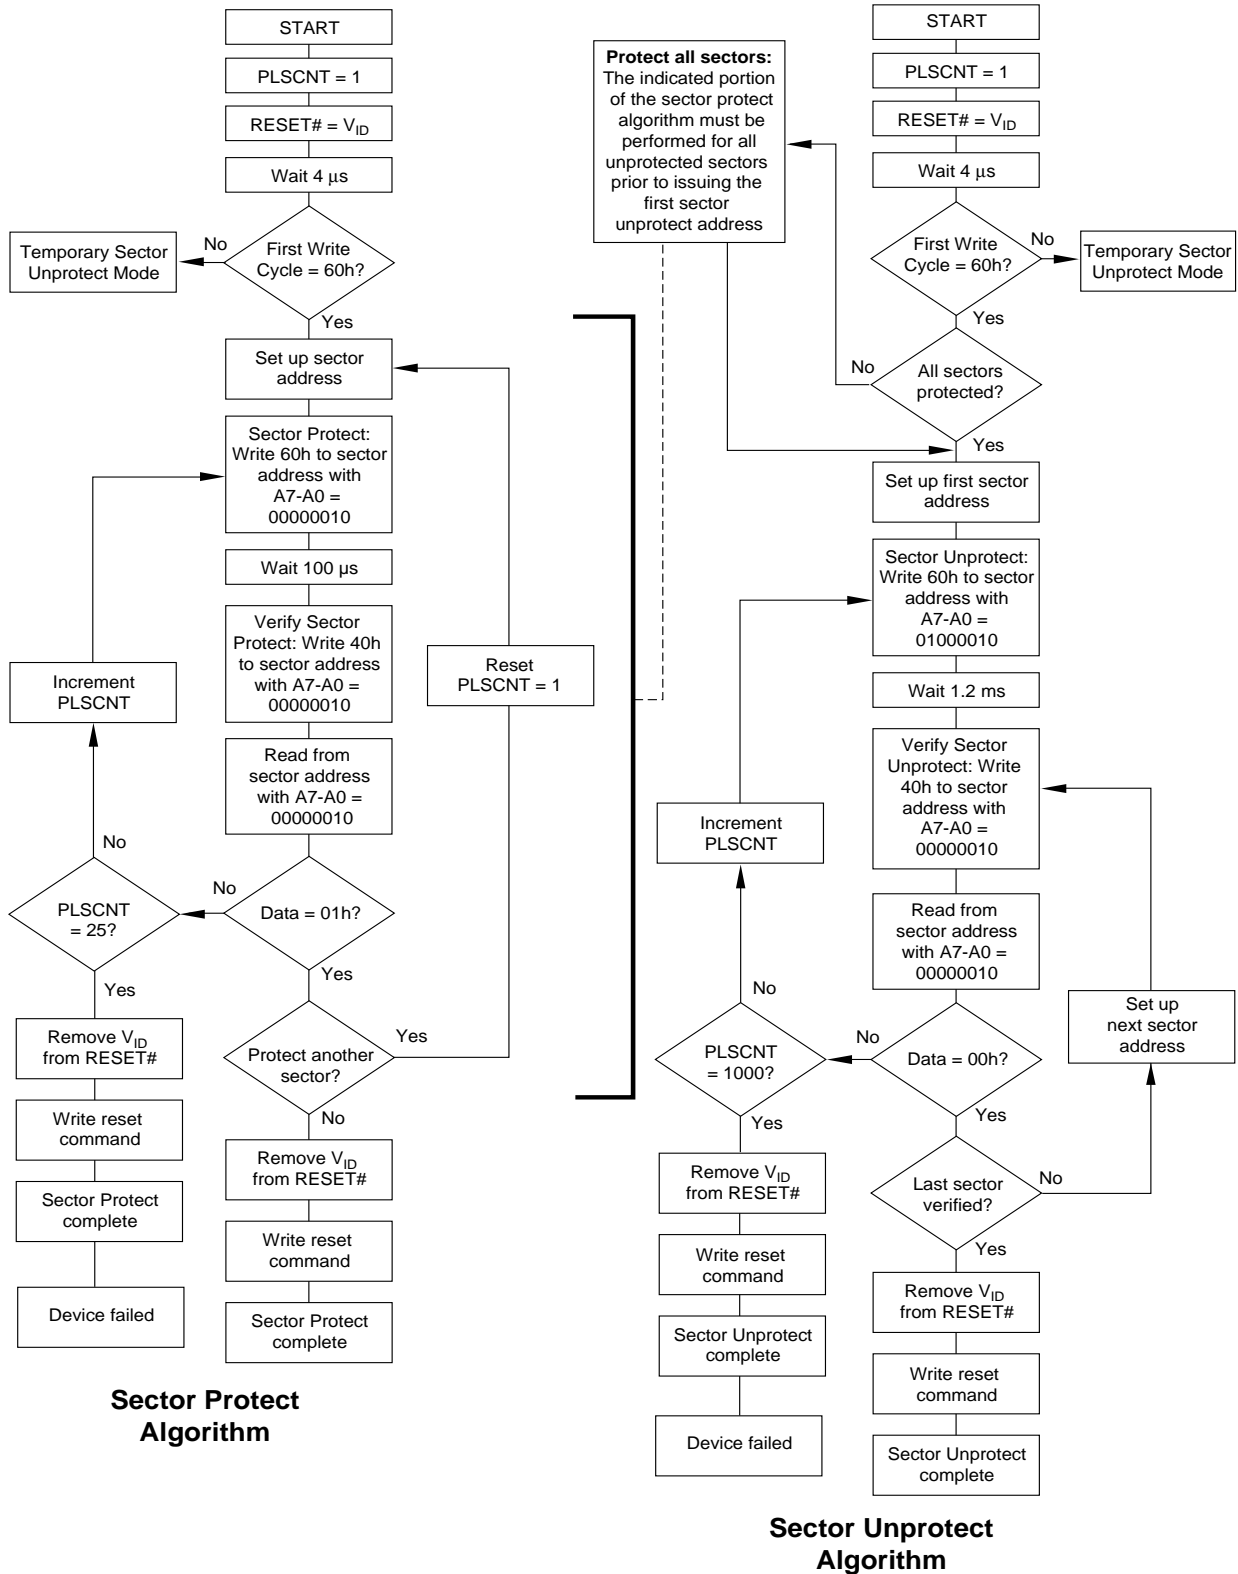 START
PLSCNT = 1
RESET# = VID
Wait 4 μs
First Write
Cycle = 60h?
No
Temporary Sector
Unprotect Mode
Yes
Set up sector
address
Sector Protect:
Write 60h to sector
address with
A7-A0 =
00000010
Wait 100 µs
Verify Sector
Protect: Write 40h
to sector address
with A7-A0 =
00000010
Read from
sector address
with A7-A0 =
00000010
Data = 01h?
No
PLSCNT
= 25?
No
Increment
PLSCNT
Yes
Remove VID
from RESET#
Write reset
command
Sector Protect
complete
Device failed
Yes
Protect another
sector?
Yes
Reset
PLSCNT = 1
No
Remove VID
from RESET#
Write reset
command
Sector Protect
complete
Sector Protect
Algorithm
Protect all sectors:
The indicated portion
of the sector protect
algorithm must be
performed for all
unprotected sectors
prior to issuing the
first sector
unprotect address
START
PLSCNT = 1
RESET# = VID
Wait 4 μs
First Write
Cycle = 60h?
No
Temporary Sector
Unprotect Mode
Yes
All sectors
protected?
No
Yes
Set up first sector
address
Sector Unprotect:
Write 60h to sector
address with
A7-A0 =
01000010
Wait 1.2 ms
Verify Sector
Unprotect: Write
40h to sector
address with
A7-A0 =
00000010
Read from
sector address
with A7-A0 =
00000010
Data = 00h?
No
PLSCNT
= 1000?
No
Increment
PLSCNT
Yes
Remove VID
from RESET#
Write reset
command
Sector Unprotect
complete
Device failed
Yes
Last sector
verified?
No
Set up
next sector
address
Yes
Remove VID
from RESET#
Write reset
command
Sector Unprotect
complete
Sector Unprotect
Algorithm